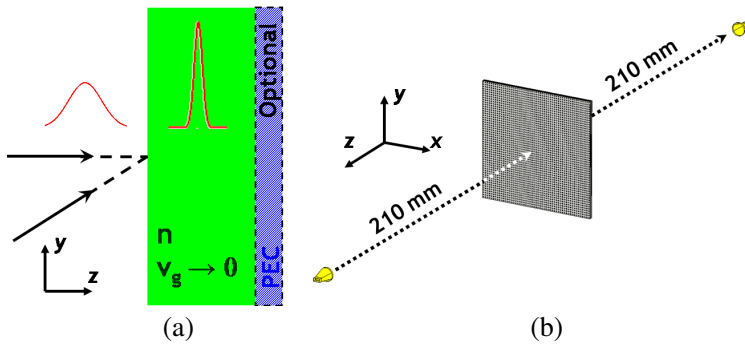 Optional
PEC
n
v_g → 0
y
z
(a)
210 mm
y
z
x
210 mm
(b)